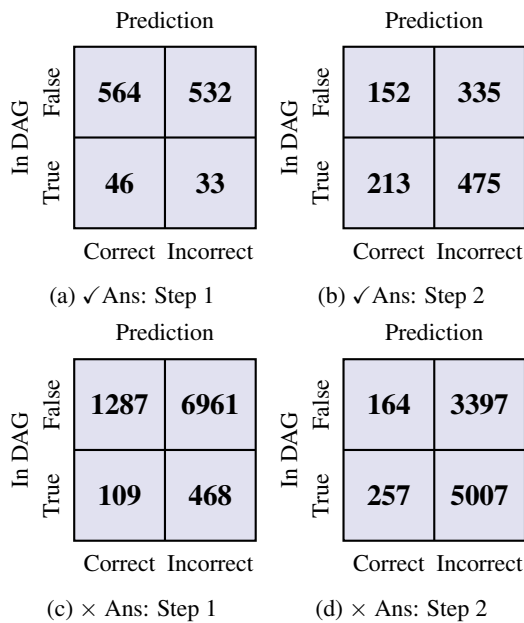 Prediction Prediction
In DAG False 564 532 In DAG False 152 335
True 46 33 True 213 475
Correct Incorrect Correct Incorrect
(a) ✓Ans: Step 1 (b) ✓Ans: Step 2
Prediction Prediction
In DAG False 1287 6961 In DAG False 164 3397
True 109 468 True 257 5007
Correct Incorrect Correct Incorrect
(c) × Ans: Step 1 (d) × Ans: Step 2